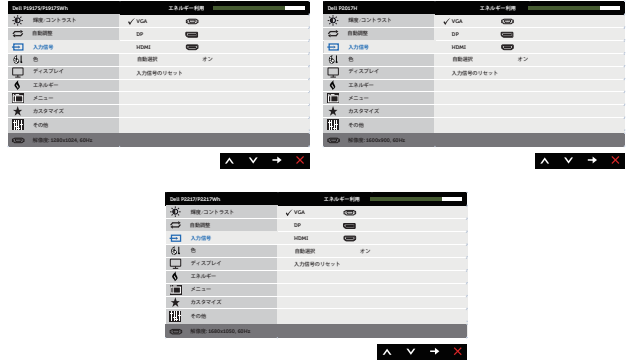 Dell P1917S/P1917SWh エネルギー利用
輝度/コントラスト ✓ VGA
自動調整 DP
入力信号 HDMI
色 自動選択 オン
ディスプレイ 入力信号のリセット
エネルギー
メニュー
カスタマイズ
その他
解像度: 1280x1024, 60Hz
Dell P2017H エネルギー利用
輝度/コントラスト ✓ VGA
自動調整 DP
入力信号 HDMI
色 自動選択 オン
ディスプレイ 入力信号のリセット
エネルギー
メニュー
カスタマイズ
その他
解像度: 1600x900, 60Hz
Dell P2217/P2217Wh エネルギー利用
輝度/コントラスト ✓ VGA
自動調整 DP
入力信号 HDMI
色 自動選択 オン
ディスプレイ 入力信号のリセット
エネルギー
メニュー
カスタマイズ
その他
解像度: 1680x1050, 60Hz